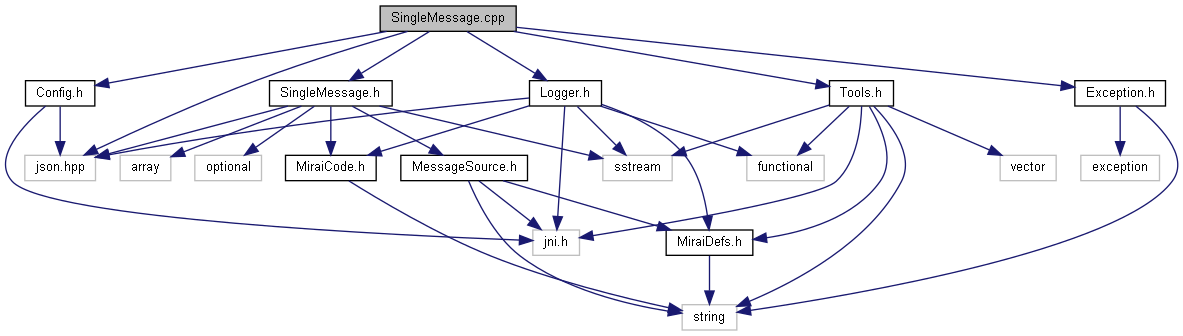 SingleMessage.cpp
Config.h
SingleMessage.h
Logger.h
Tools.h
Exception.h
json.hpp
array
optional
MiraiCode.h
MessageSource.h
sstream
functional
vector
exception
jni.h
MiraiDefs.h
string